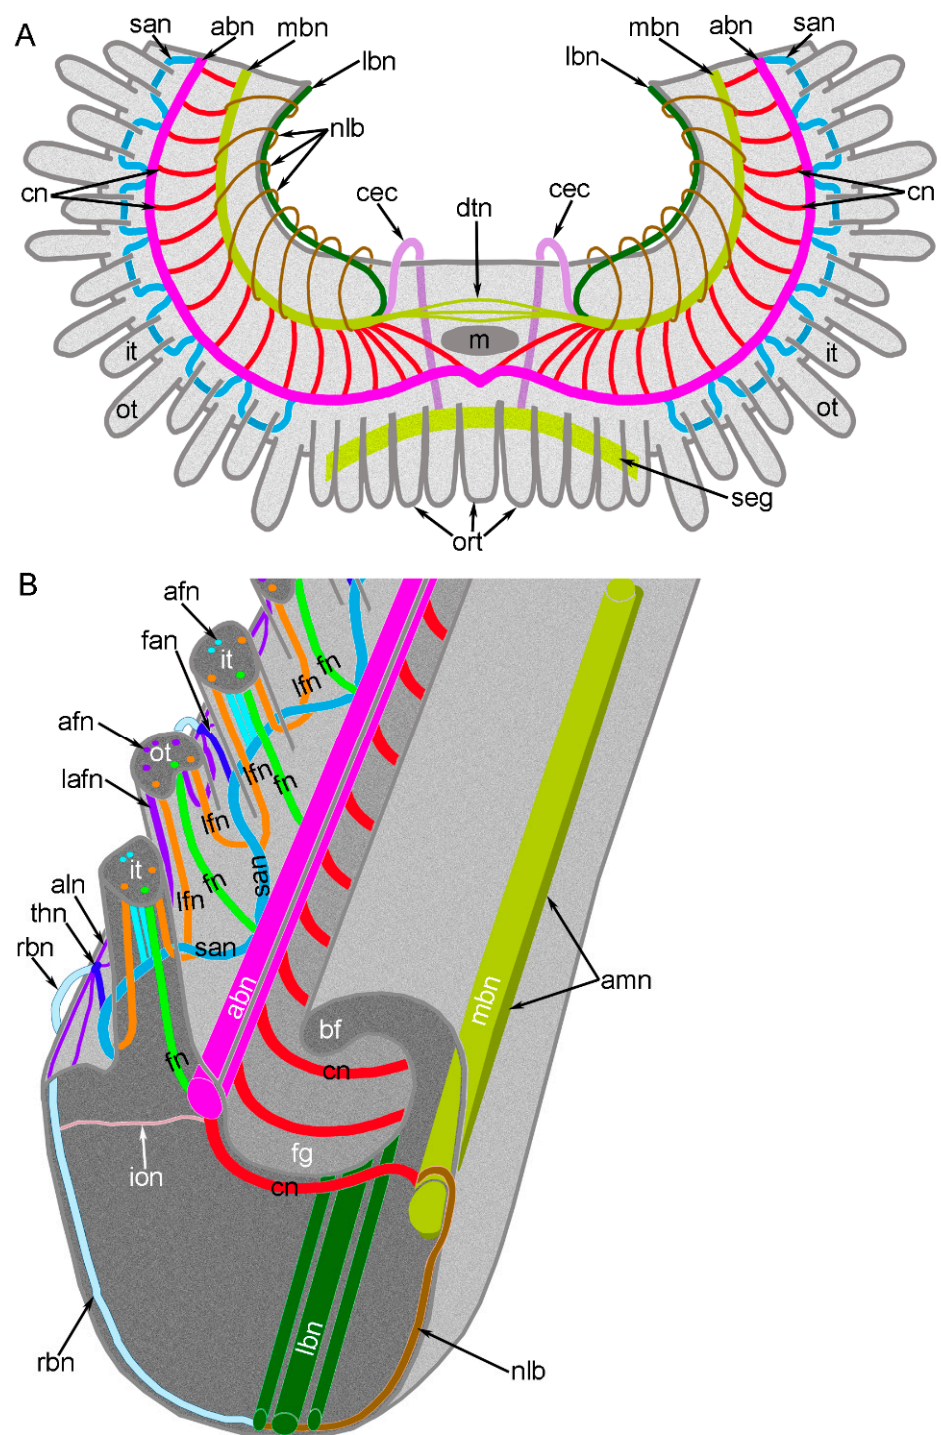 A
san
abn
mbn
lbn
mbn
abn
san
lbn
nlb
cn
cec
dtn
cec
cn
it
m
it
ot
ot
seg
ort
B
afn
fan
it
fn
lfn
afn
ot
lafn
lfn
fn
lfn
san
it
fn
aln
lfn
thn
san
rbn
abn
mbn
amn
bf
fn
cn
fg
ion
cn
lbn
rbn
nlb